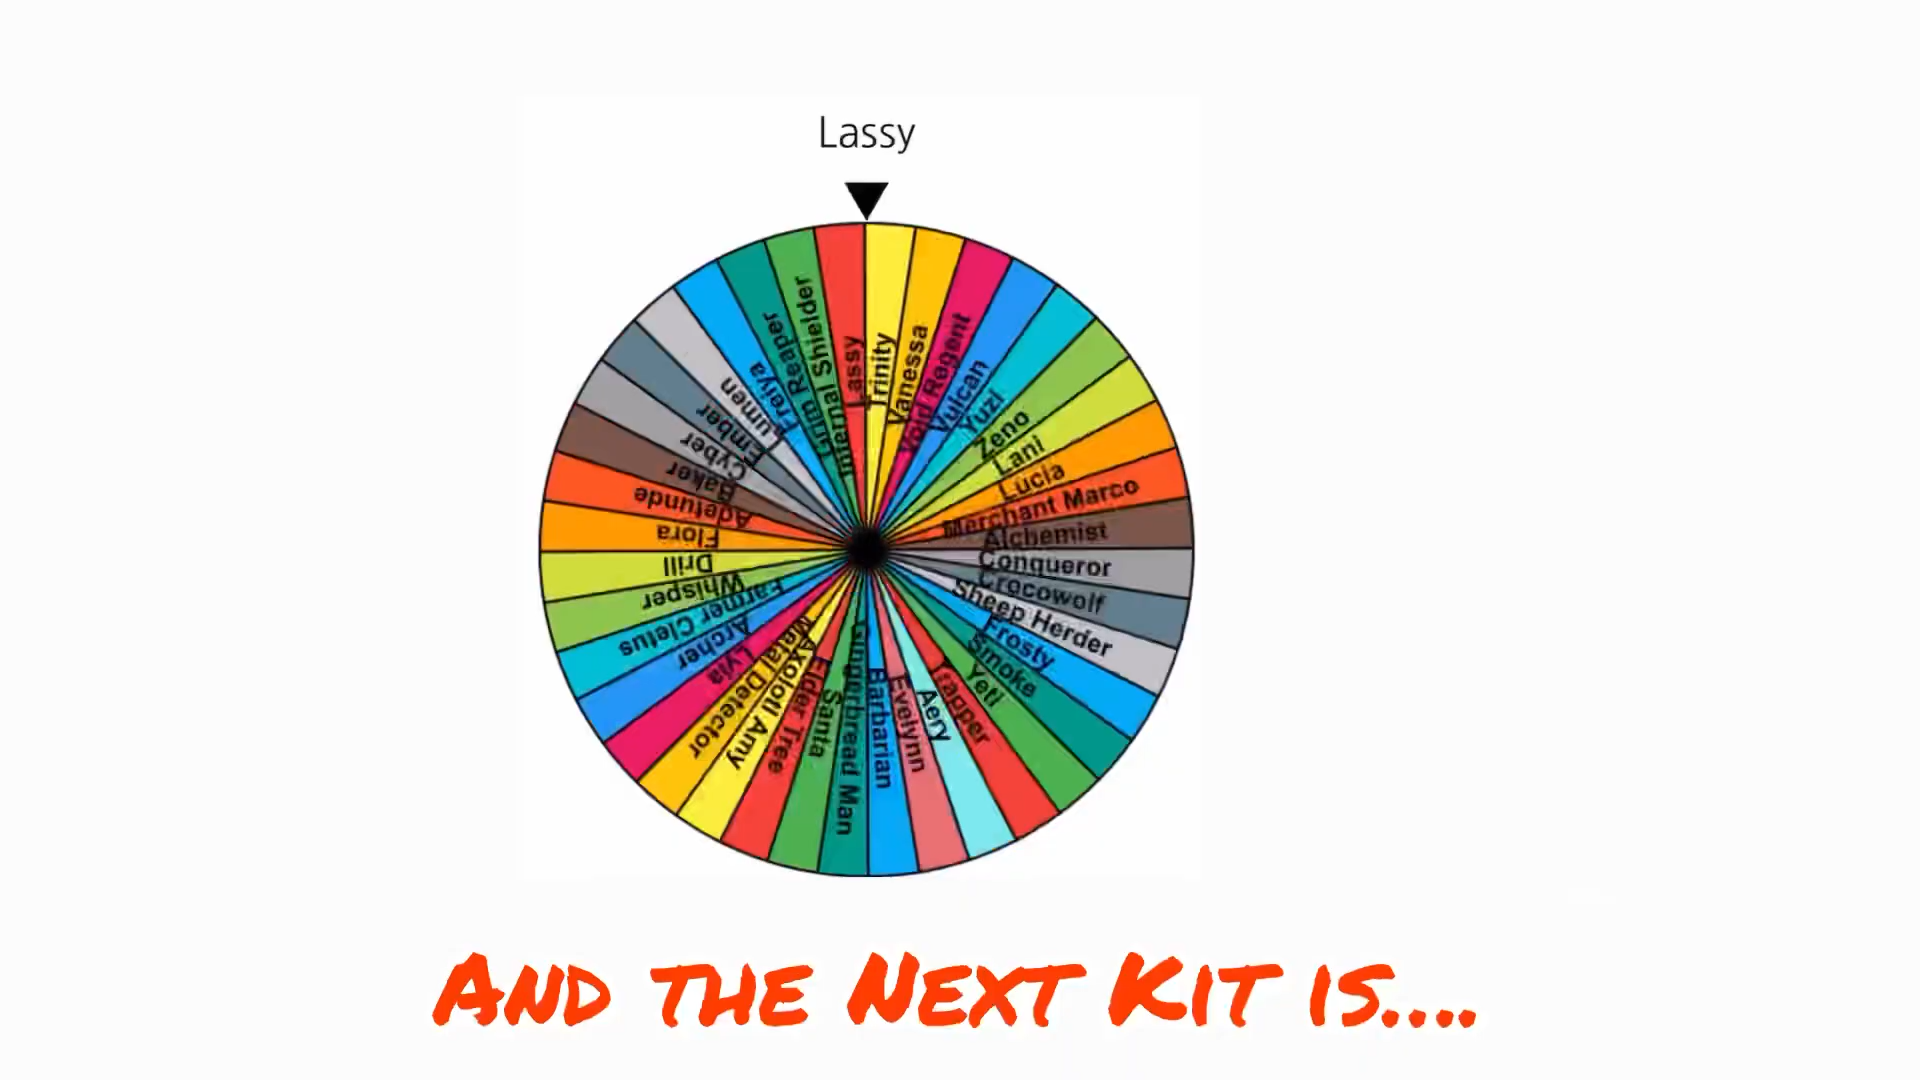 Lassy
Trinity
Vanessa
Void Regent
Vulcan
Yuzi
Zeno
Lani
Lucia
Merchant Marco
Alchemist
Conqueror
Crocowolf
Sheep Herder
Frosty
Smoke
Yeti
Trapper
Aery
Evelynn
Barbarian
Gingerbread Man
Santa
Elder Tree
Axolotl Amy
Metal Detector
Lyla
Archer
Farmer Cletus
Whisper
Drill
Flora
Adetunde
Baker
Cyber
Ember
Lumen
Freiya
Grim Reaper
Infernal Shielder
Lassy
And the Next Kit is....